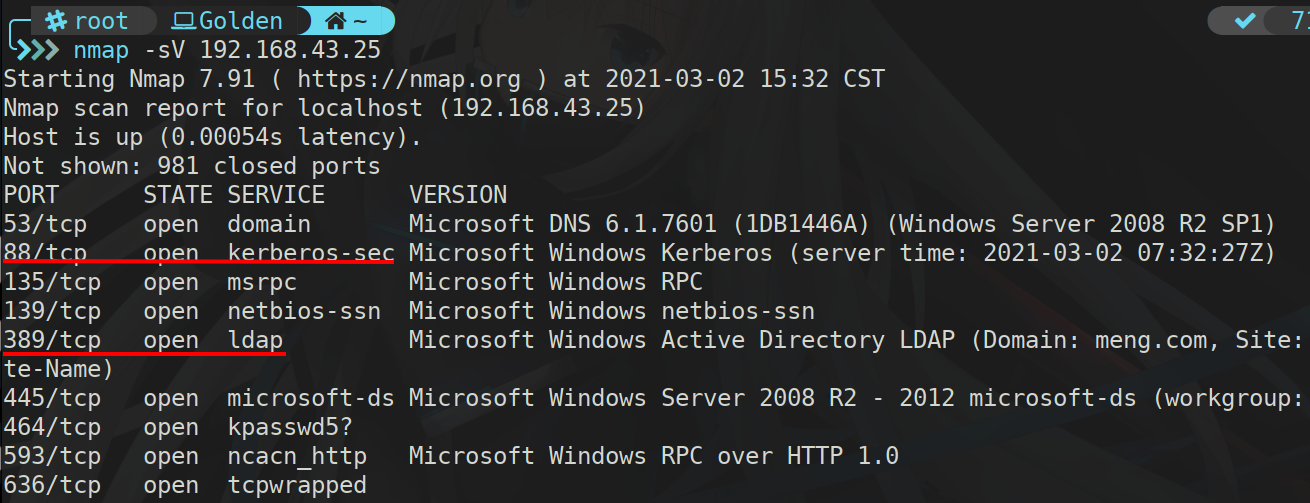 root Golden ~ 71
nmap -sV 192.168.43.25
Starting Nmap 7.91 ( https://nmap.org ) at 2021-03-02 15:32 CST
Nmap scan report for localhost (192.168.43.25)
Host is up (0.00054s latency).
Not shown: 981 closed ports
PORT      STATE SERVICE      VERSION
53/tcp    open  domain       Microsoft DNS 6.1.7601 (1DB1446A) (Windows Server 2008 R2 SP1)
88/tcp    open  kerberos-sec Microsoft Windows Kerberos (server time: 2021-03-02 07:32:27Z)
135/tcp   open  msrpc        Microsoft Windows RPC
139/tcp   open  netbios-ssn  Microsoft Windows netbios-ssn
389/tcp   open  ldap         Microsoft Windows Active Directory LDAP (Domain: meng.com, Site:
te-Name)
445/tcp   open  microsoft-ds Microsoft Windows Server 2008 R2 - 2012 microsoft-ds (workgroup:
464/tcp   open  kpasswd5?
593/tcp   open  ncacn_http   Microsoft Windows RPC over HTTP 1.0
636/tcp   open  tcpwrapped